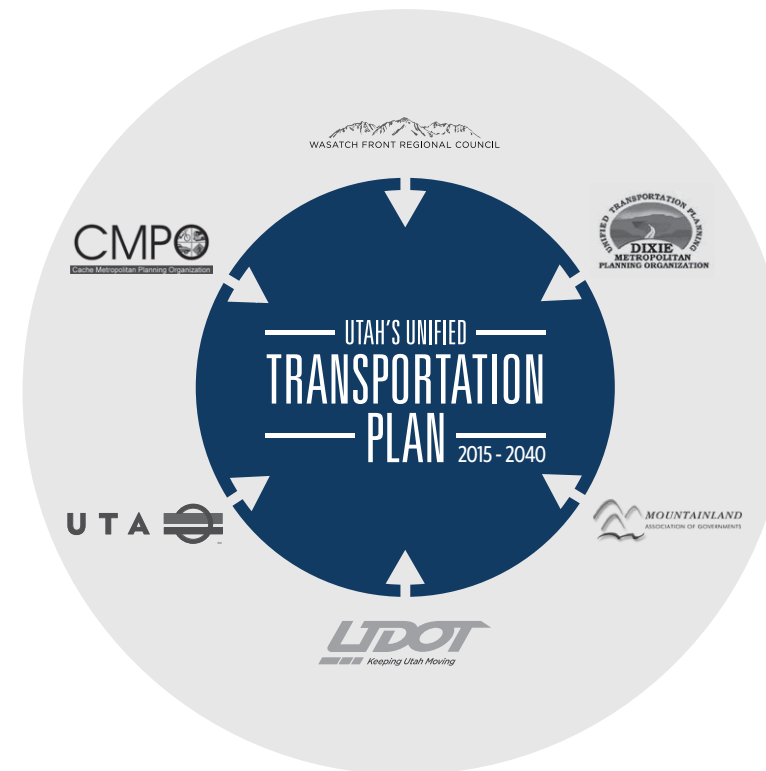 WASATCH FRONT REGIONAL COUNCIL
CMPO
Cache Metropolitan Planning Organization
UNIFIED TRANSPORTATION PLANNING
DIXIE
METROPOLITAN
PLANNING ORGANIZATION
UTAH'S UNIFIED
TRANSPORTATION
PLAN 2015 - 2040
UTA
MOUNTAINLAND
ASSOCIATION OF GOVERNMENTS
UDOT
Keeping Utah Moving